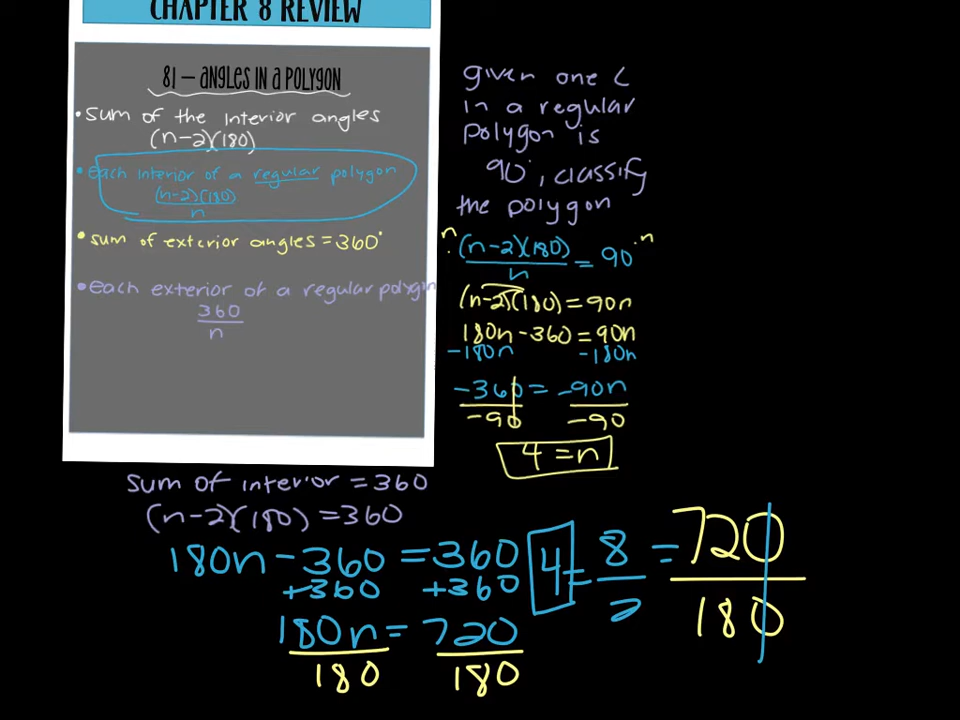 CHAPTER 8 REVIEW
81 – ANGLES IN A POLYGON
• Sum of the interior angles
(n-2)(180)
• each interior of a regular polygon
(n-2)(180)
n
• sum of exterior angles = 360°
• Each exterior of a regular polygon
360
n
given one <
in a regular
polygon is
90°, classify
the polygon
n · (n-2)(180) = 90 · n
n
(n-2)(180) = 90n
180n - 360 = 90n
-180n -180n
-360 = -90n
-90 -90
4 = n
sum of interior = 360
(n-2)(180) = 360
180n - 360 = 360
+360 +360
180n = 720
180 180
4 = 8 = 720
2 180